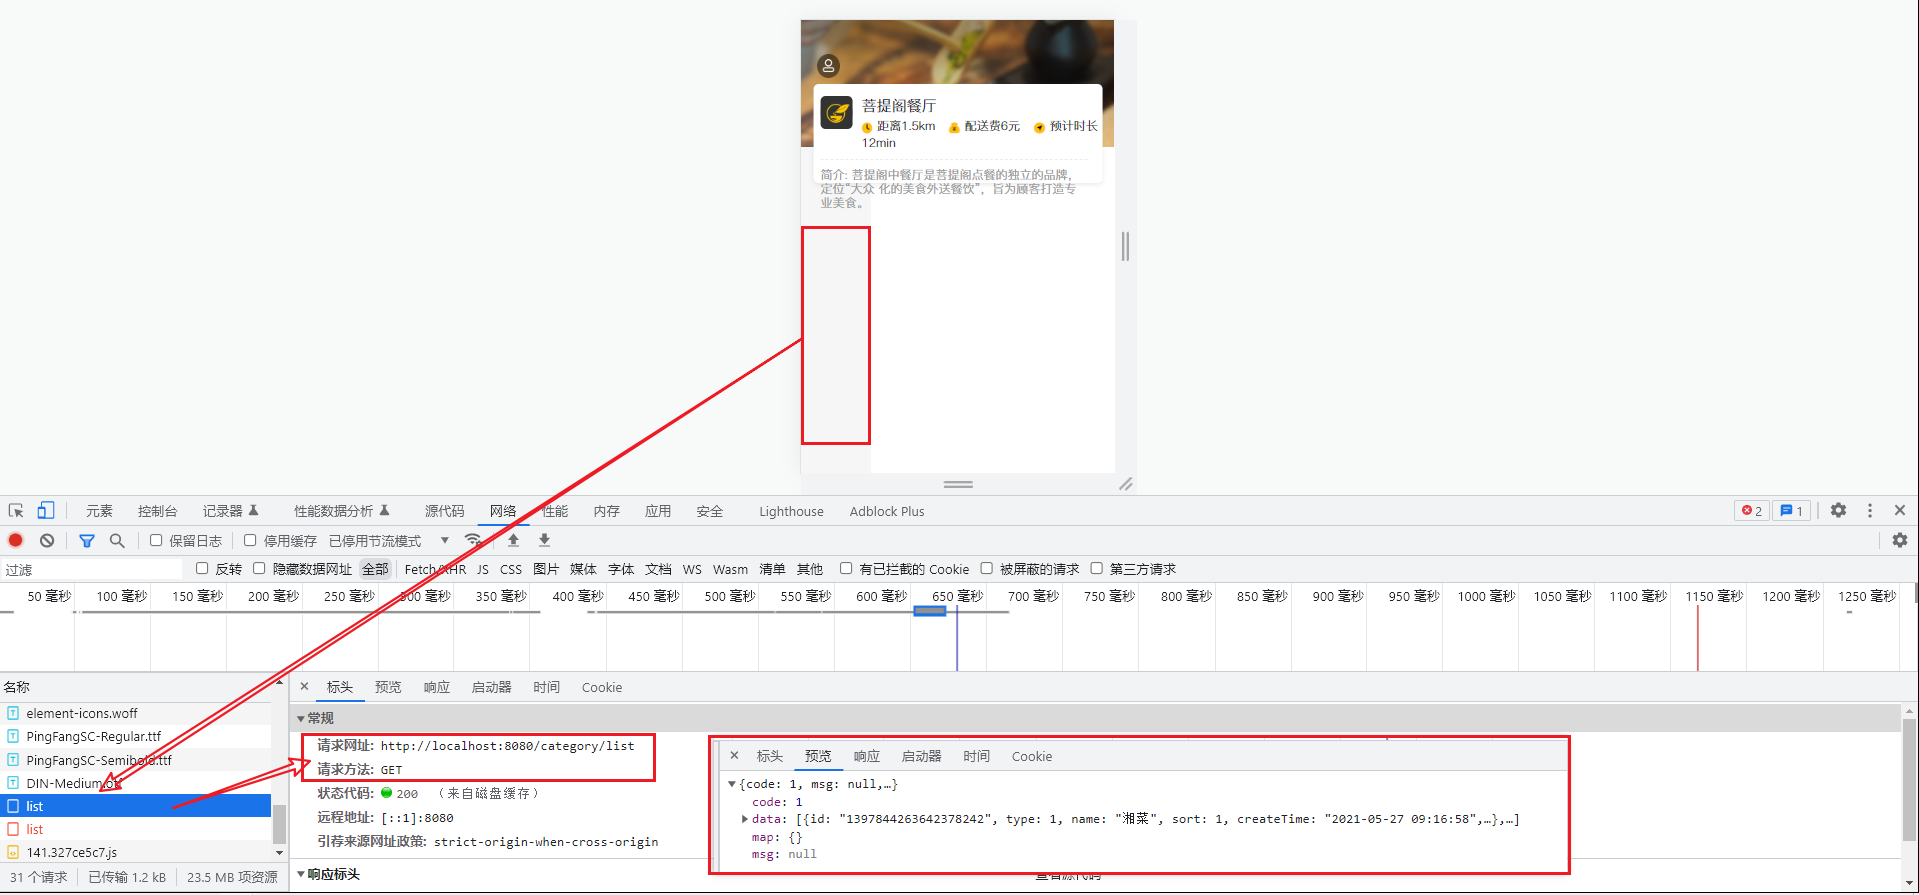 菩提阁餐厅
距离1.5km 配送费6元 预计时长
12min
简介: 菩提阁中餐厅是菩提阁点餐的独立的品牌，
定位“大众 化的美食外送餐饮”，旨为顾客打造专
业美食。
元素 控制台 记录器 性能数据分析 源代码 网络 性能 内存 应用 安全 Lighthouse Adblock Plus 2 1
保留日志 停用缓存 已停用节流模式
过滤 反转 隐藏数据网址 全部 Fetch/XHR JS CSS 图片 媒体 字体 文档 WS Wasm 清单 其他 有已拦截的 Cookie 被屏蔽的请求 第三方请求
50 毫秒 100 毫秒 150 毫秒 200 毫秒 250 毫秒 300 毫秒 350 毫秒 400 毫秒 450 毫秒 500 毫秒 550 毫秒 600 毫秒 650 毫秒 700 毫秒 750 毫秒 800 毫秒 850 毫秒 900 毫秒 950 毫秒 1000 毫秒 1050 毫秒 1100 毫秒 1150 毫秒 1200 毫秒 1250 毫秒
名称
element-icons.woff
PingFangSC-Regular.ttf
PingFangSC-Semibold.ttf
DIN-Medium.otf
list
list
141.327ce5c7.js
31 个请求 已传输 1.2 kB 23.5 MB 项资源
× 标头 预览 响应 启动器 时间 Cookie
▼常规
请求网址: http://localhost:8080/category/list
请求方法: GET
状态代码: 200 （来自磁盘缓存）
远程地址: [::1]:8080
引荐来源网址政策: strict-origin-when-cross-origin
▼响应标头
查看源代码
× 标头 预览 响应 启动器 时间 Cookie
▼{code: 1, msg: null,…}
code: 1
▶data: [{id: "1397844263642378242", type: 1, name: "湘菜", sort: 1, createTime: "2021-05-27 09:16:58",…},…]
map: {}
msg: null